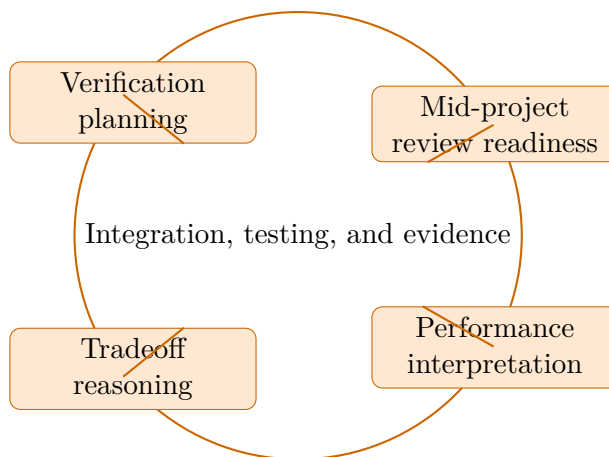 Verification
planning
Mid-project
review readiness
Integration, testing, and evidence
Tradeoff
reasoning
Performance
interpretation